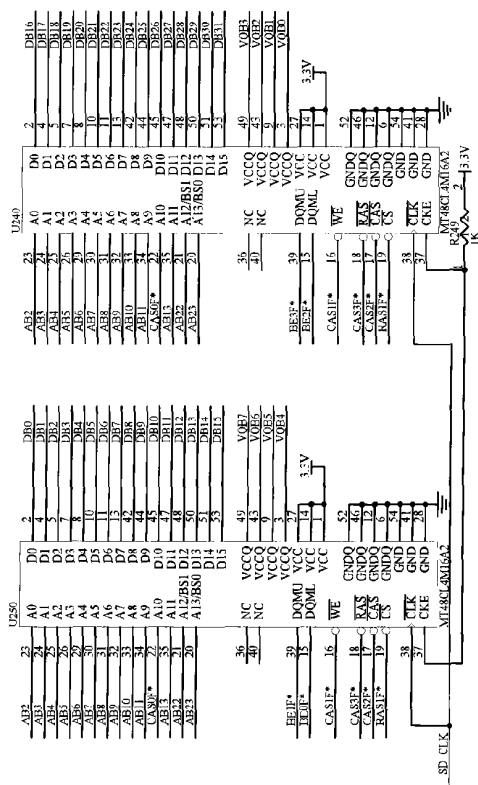 U250
AB2 23 A0 D0 2 DB0
AB3 24 A1 D1 4 DB1
AB4 25 A2 D2 5 DB2
AB5 26 A3 D3 7 DB3
AB6 29 A4 D4 8 DB4
AB7 30 A5 D5 10 DB5
AB8 31 A6 D6 11 DB6
AB9 32 A7 D7 13 DB7
AB10 33 A8 D8 42 DB8
AB11 34 A9 D9 44 DB9
CAS0F* 22 A10 D10 45 DB10
AB13 35 A11 D11 47 DB11
AB22 21 A12/BS1 D12 48 DB12
AB23 20 A13/BS0 D13 50 DB13
D14 51 DB14
D15 53 DB15
36 NC VCCQ 49 VQB7
40 NC VCCQ 43 VQB6
VCCQ 9 VQB5
VCCQ 3 VQB4
BE1F* 39 DQMU VCC 27
BE0F* 15 DQML VCC 14 3.3V
VCC 1
CAS1F* 16 WE
GNDQ 52
CAS3F* 18 RAS GNDQ 46
CAS2F* 17 CAS GNDQ 12
RAS1F* 19 CS GNDQ 6
GND 54
38 CLK GND 41
37 CKE GND 28
MT48CL4M16A2
SD_CLK
U240
AB2 23 A0 D0 2 DB16
AB3 24 A1 D1 4 DB17
AB4 25 A2 D2 5 DB18
AB5 26 A3 D3 7 DB19
AB6 29 A4 D4 8 DB20
AB7 30 A5 D5 10 DB21
AB8 31 A6 D6 11 DB22
AB9 32 A7 D7 13 DB23
AB10 33 A8 D8 42 DB24
AB11 34 A9 D9 44 DB25
CAS0F* 22 A10 D10 45 DB26
AB13 35 A11 D11 47 DB27
AB22 21 A12/BS1 D12 48 DB28
AB23 20 A13/BS0 D13 50 DB29
D14 51 DB30
D15 53 DB31
36 NC VCCQ 49 VQB3
40 NC VCCQ 43 VQB2
VCCQ 9 VQB1
VCCQ 3 VQB0
BE3F* 39 DQMU VCC 27
BE2F* 15 DQML VCC 14 3.3V
VCC 1
CAS1F* 16 WE
GNDQ 52
CAS3F* 18 RAS GNDQ 46
CAS2F* 17 CAS GNDQ 12
RAS1F* 19 CS GNDQ 6
GND 54
38 CLK GND 41
37 CKE GND 28
MT48CL4M16A2
R249
1 2 3.3V
1K